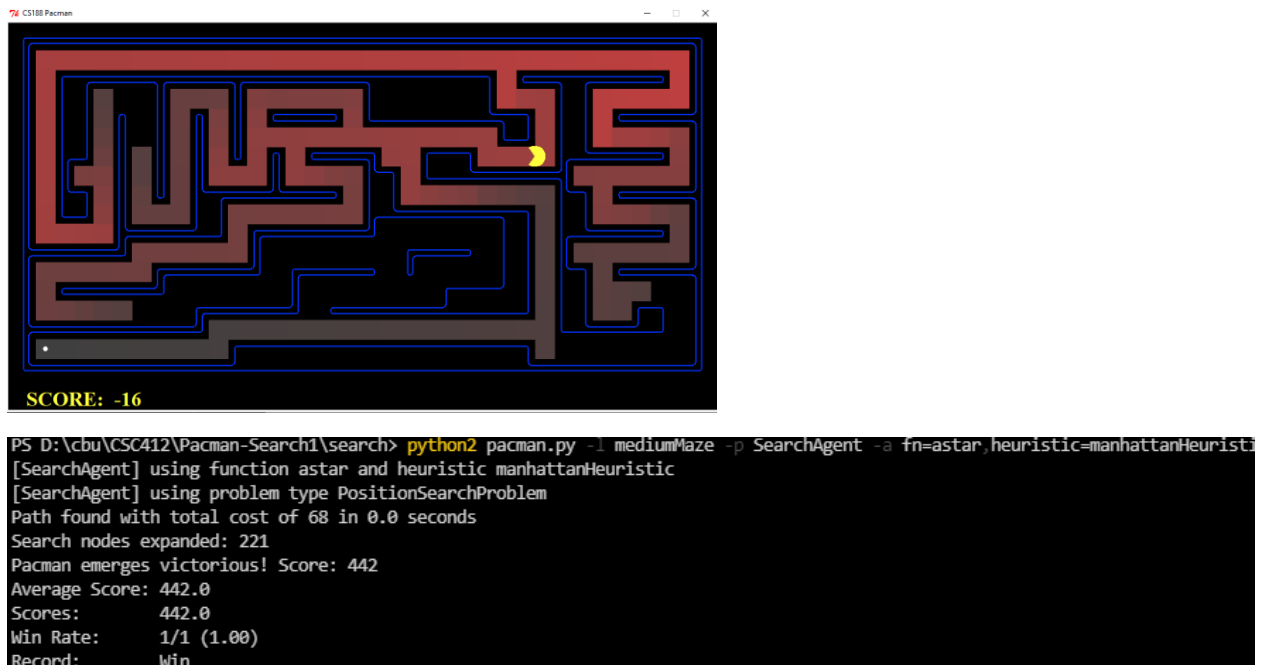 CS188 Pacman
SCORE: -16
PS D:\cbu\CSC412\Pacman-Search1\search> python2 pacman.py -l mediumMaze -p SearchAgent -a fn=astar,heuristic=manhattanHeuristi
[SearchAgent] using function astar and heuristic manhattanHeuristic
[SearchAgent] using problem type PositionSearchProblem
Path found with total cost of 68 in 0.0 seconds
Search nodes expanded: 221
Pacman emerges victorious! Score: 442
Average Score: 442.0
Scores: 442.0
Win Rate: 1/1 (1.00)
Record: Win